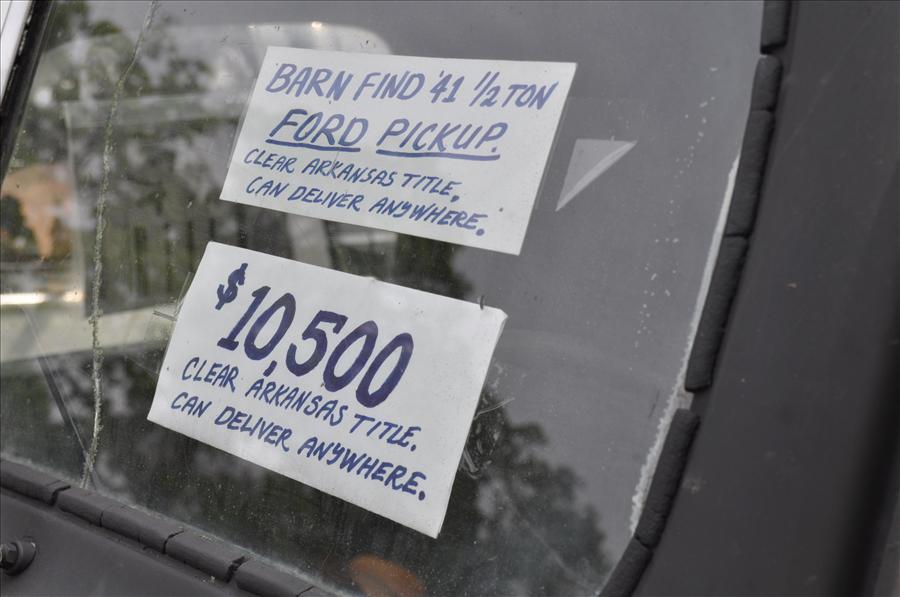 BARN FIND '41 1/2 TON
FORD PICKUP.
CLEAR ARKANSAS TITLE,
CAN DELIVER ANYWHERE.
$10,500
CLEAR ARKANSAS TITLE.
CAN DELIVER ANYWHERE.